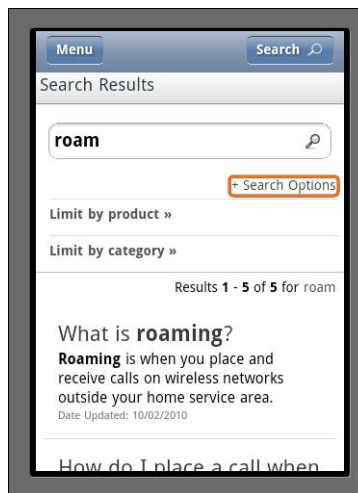 Menu
Search
Search Results
roam
+ Search Options
Limit by product »
Limit by category »
Results 1 - 5 of 5 for roam
What is roaming?
Roaming is when you place and
receive calls on wireless networks
outside your home service area.
Date Updated: 10/02/2010
How do I place a call when